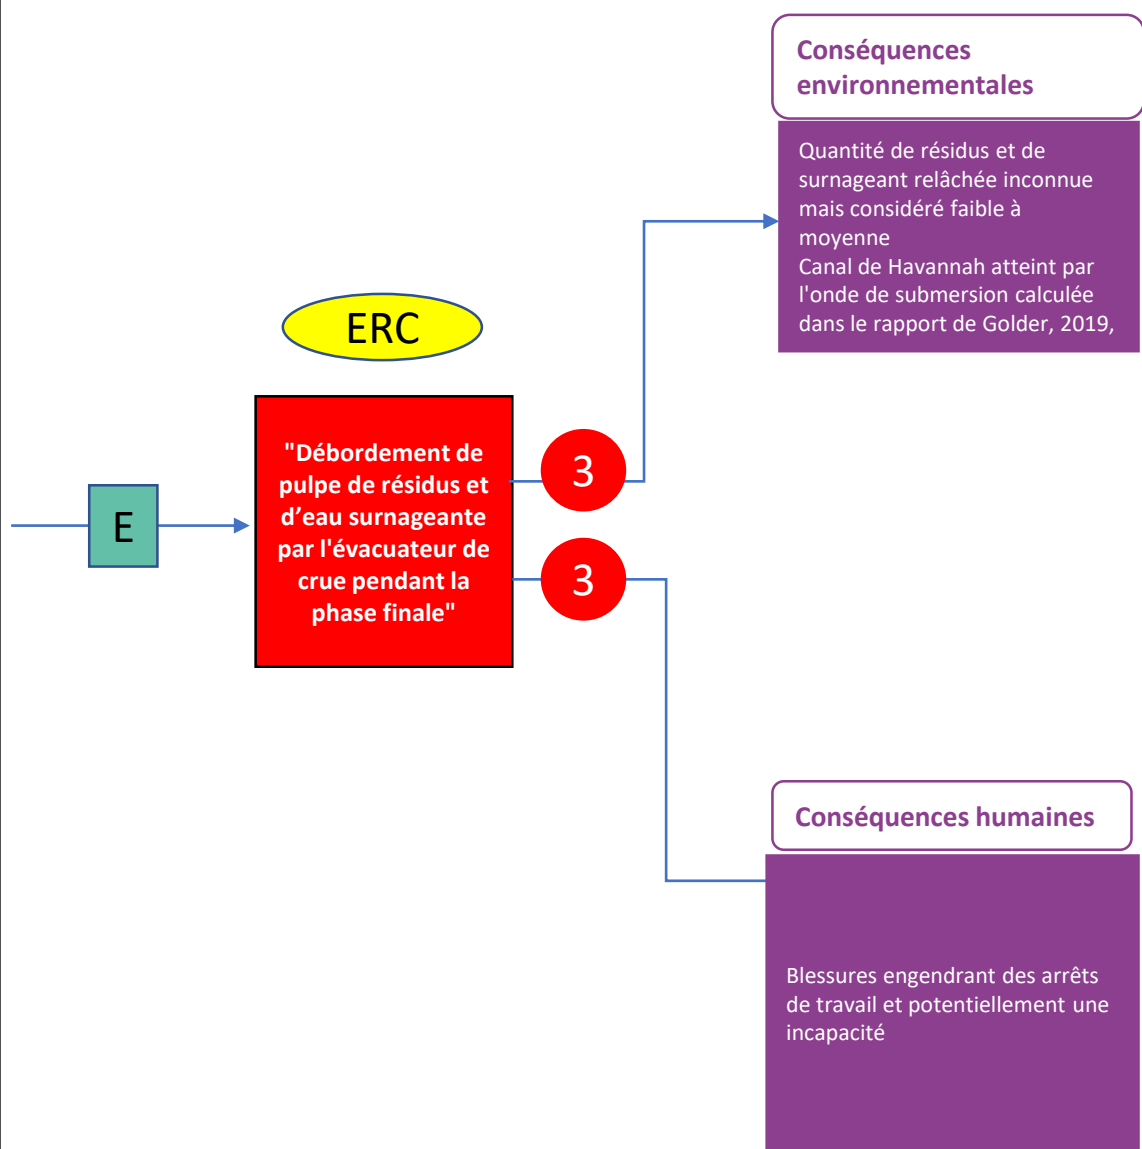 Conséquences
environnementales
Quantité de résidus et de
surnageant relâchée inconnue
mais considéré faible à
moyenne
Canal de Havannah atteint par
l'onde de submersion calculée
dans le rapport de Golder, 2019,
ERC
E
"Débordement de
pulpe de résidus et
d’eau surnageante
par l'évacuateur de
crue pendant la
phase finale"
3
3
Conséquences humaines
Blessures engendrant des arrêts
de travail et potentiellement une
incapacité